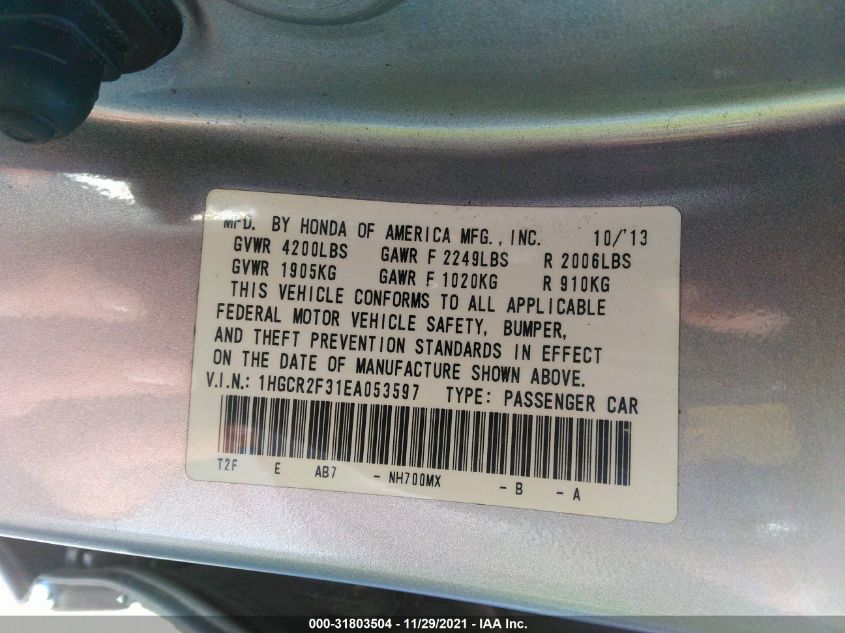 MFD. BY HONDA OF AMERICA MFG., INC. 10/'13
GVWR 4200LBS GAWR F 2249LBS R 2006LBS
GVWR 1905KG GAWR F 1020KG R 910KG
THIS VEHICLE CONFORMS TO ALL APPLICABLE
FEDERAL MOTOR VEHICLE SAFETY, BUMPER,
AND THEFT PREVENTION STANDARDS IN EFFECT
ON THE DATE OF MANUFACTURE SHOWN ABOVE.
V.I.N.: 1HGCR2F31EA053597 TYPE: PASSENGER CAR
T2F E AB7 - NH700MX - B - A
000-31803504 - 11/29/2021 - IAA Inc.